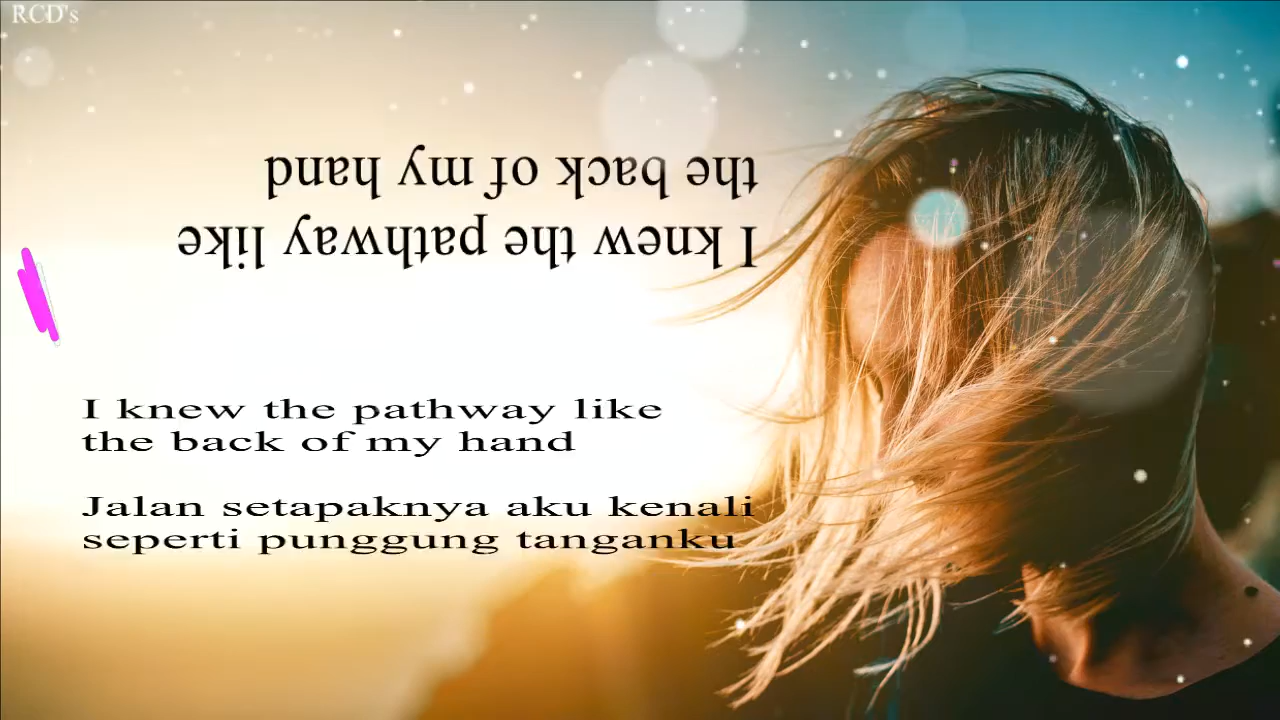 RCD's
I knew the pathway like
the back of my hand
I knew the pathway like
the back of my hand
Jalan setapaknya aku kenali
seperti punggung tanganku